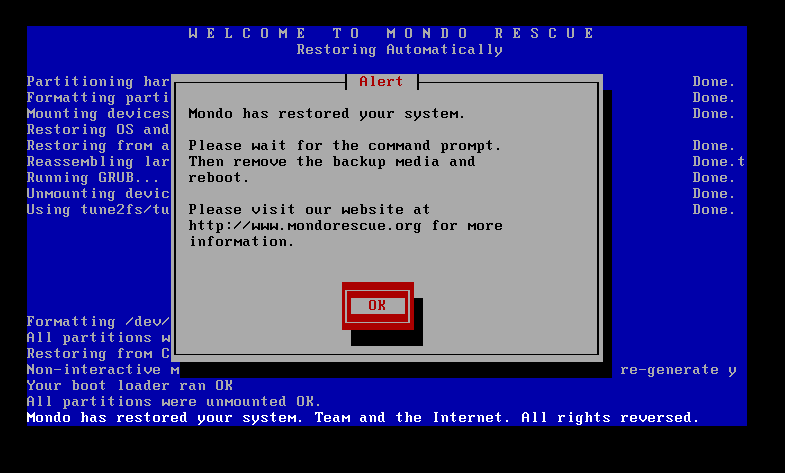 W E L C O M E   T O   M O N D O   R E S C U E
Restoring Automatically
Alert
Partitioning har Done.
Formatting parti Done.
Mounting devices Done.
Restoring OS and
Restoring from a Done.
Reassembling lar Done.t
Running GRUB... Done.
Unmounting devic Done.
Using tune2fs/tu Done.
Mondo has restored your system.
Please wait for the command prompt.
Then remove the backup media and
reboot.
Please visit our website at
http://www.mondorescue.org for more
information.
OK
Formatting /dev/
All partitions w
Restoring from C
Non-interactive m re-generate y
Your boot loader ran OK
All partitions were unmounted OK.
Mondo has restored your system. Team and the Internet. All rights reversed.